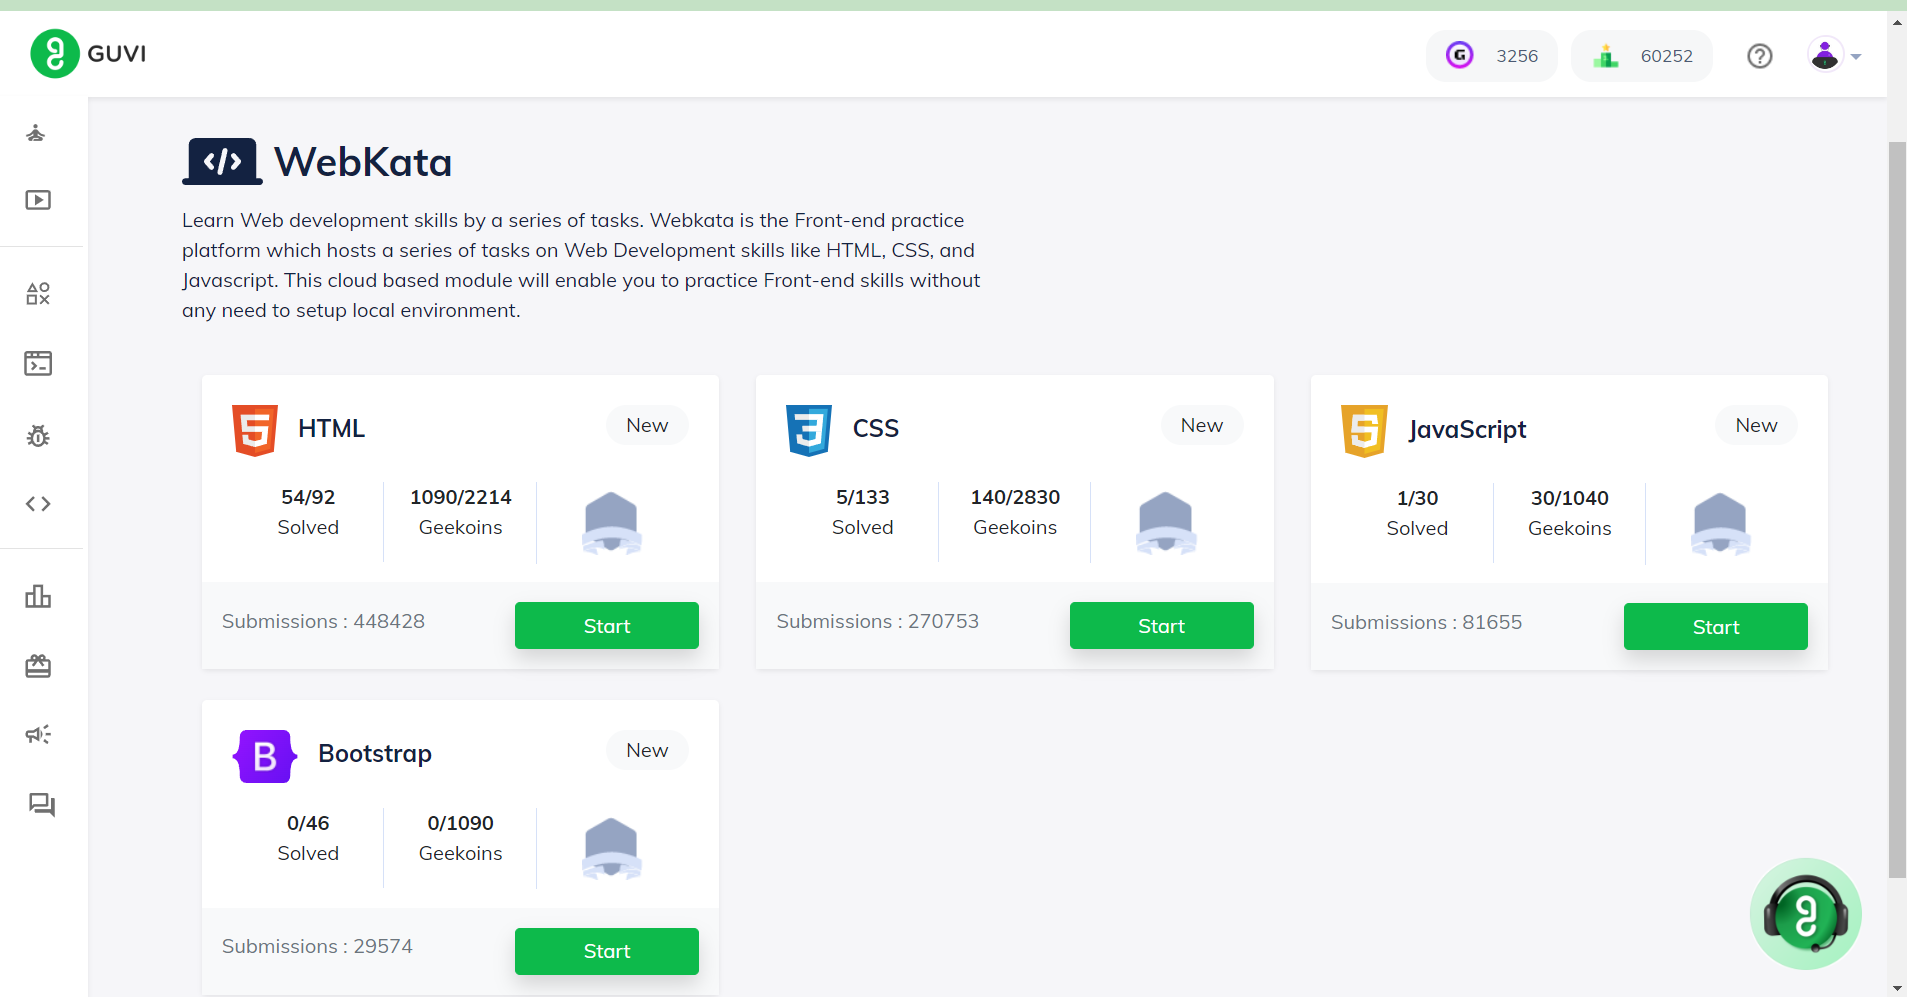 GUVI
3256
60252
WebKata
Learn Web development skills by a series of tasks. Webkata is the Front-end practice
platform which hosts a series of tasks on Web Development skills like HTML, CSS, and
Javascript. This cloud based module will enable you to practice Front-end skills without
any need to setup local environment.
HTML
New
54/92
Solved
1090/2214
Geekoins
Submissions : 448428
Start
CSS
New
5/133
Solved
140/2830
Geekoins
Submissions : 270753
Start
JavaScript
New
1/30
Solved
30/1040
Geekoins
Submissions : 81655
Start
B
Bootstrap
New
0/46
Solved
0/1090
Geekoins
Submissions : 29574
Start